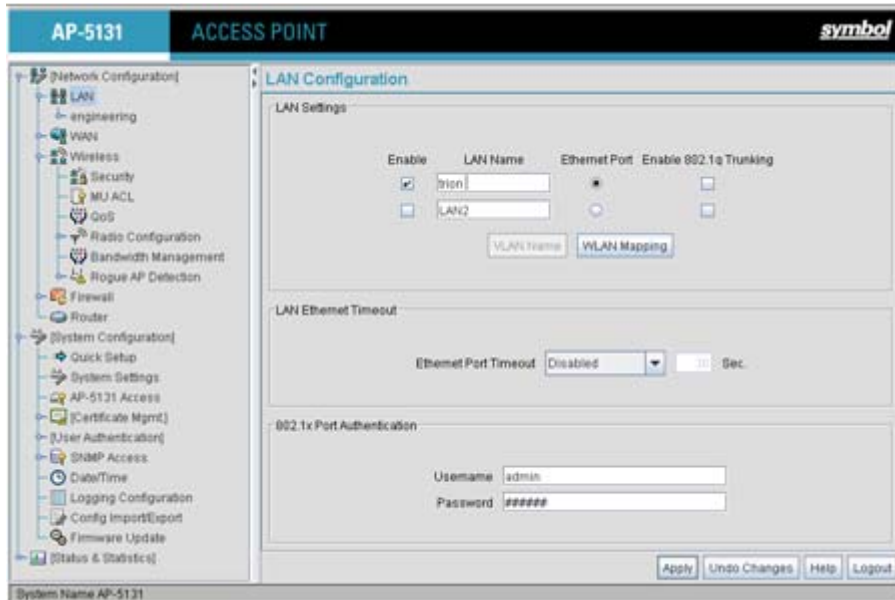 AP-5131 ACCESS POINT symbol
[Network Configuration]
LAN
engineering
WAN
Wireless
Security
MU ACL
QoS
Radio Configuration
Bandwidth Management
Rogue AP Detection
Firewall
Router
[System Configuration]
Quick Setup
System Settings
AP-5131 Access
[Certificate Mgmt]
[User Authentication]
SNMP Access
Date/Time
Logging Configuration
Config Import/Export
Firmware Update
[Status & Statistics]
LAN Configuration
LAN Settings
Enable LAN Name Ethernet Port Enable 802.1q Trunking
trion
LAN2
VLAN Name WLAN Mapping
LAN Ethernet Timeout
Ethernet Port Timeout Disabled 30 Sec.
802.1x Port Authentication
Username admin
Password ######
Apply Undo Changes Help Logout
System Name AP-5131